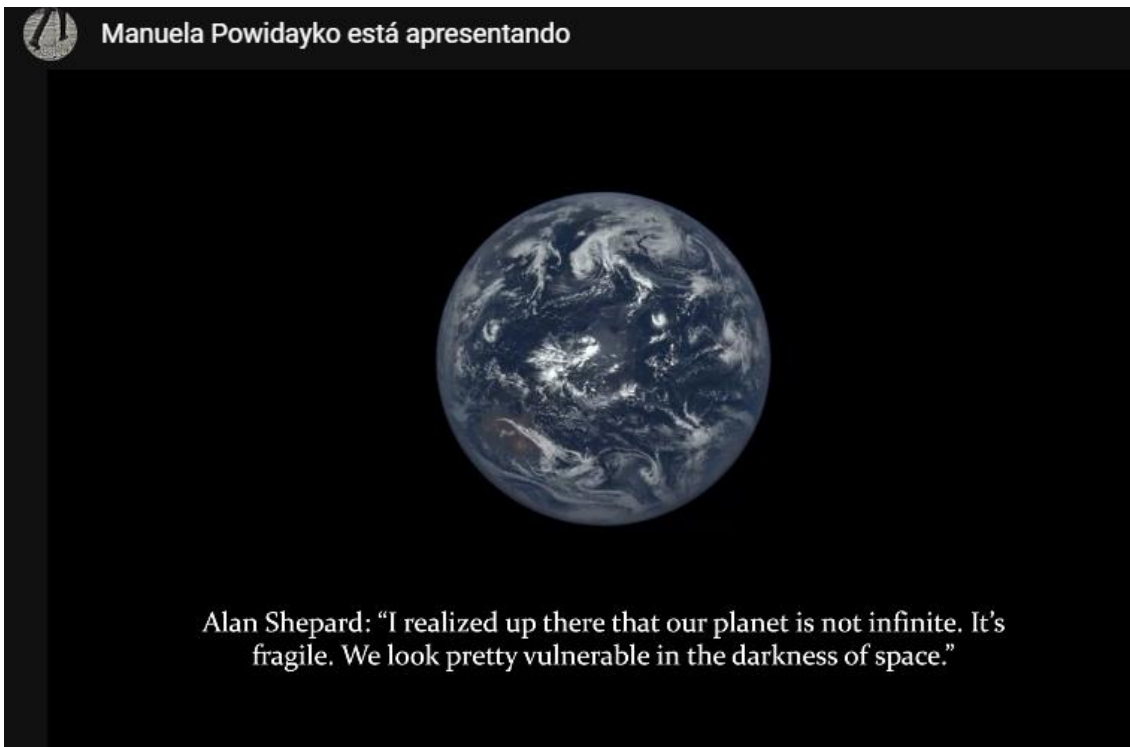 Manuela Powidayko está apresentando
Alan Shepard: “I realized up there that our planet is not infinite. It’s
fragile. We look pretty vulnerable in the darkness of space.”